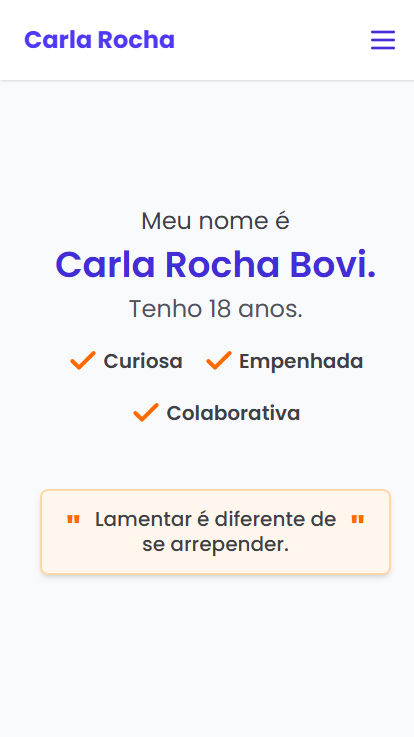 Carla Rocha
Meu nome é
Carla Rocha Bovi.
Tenho 18 anos.
Curiosa Empenhada
Colaborativa
" Lamentar é diferente de "
se arrepender.